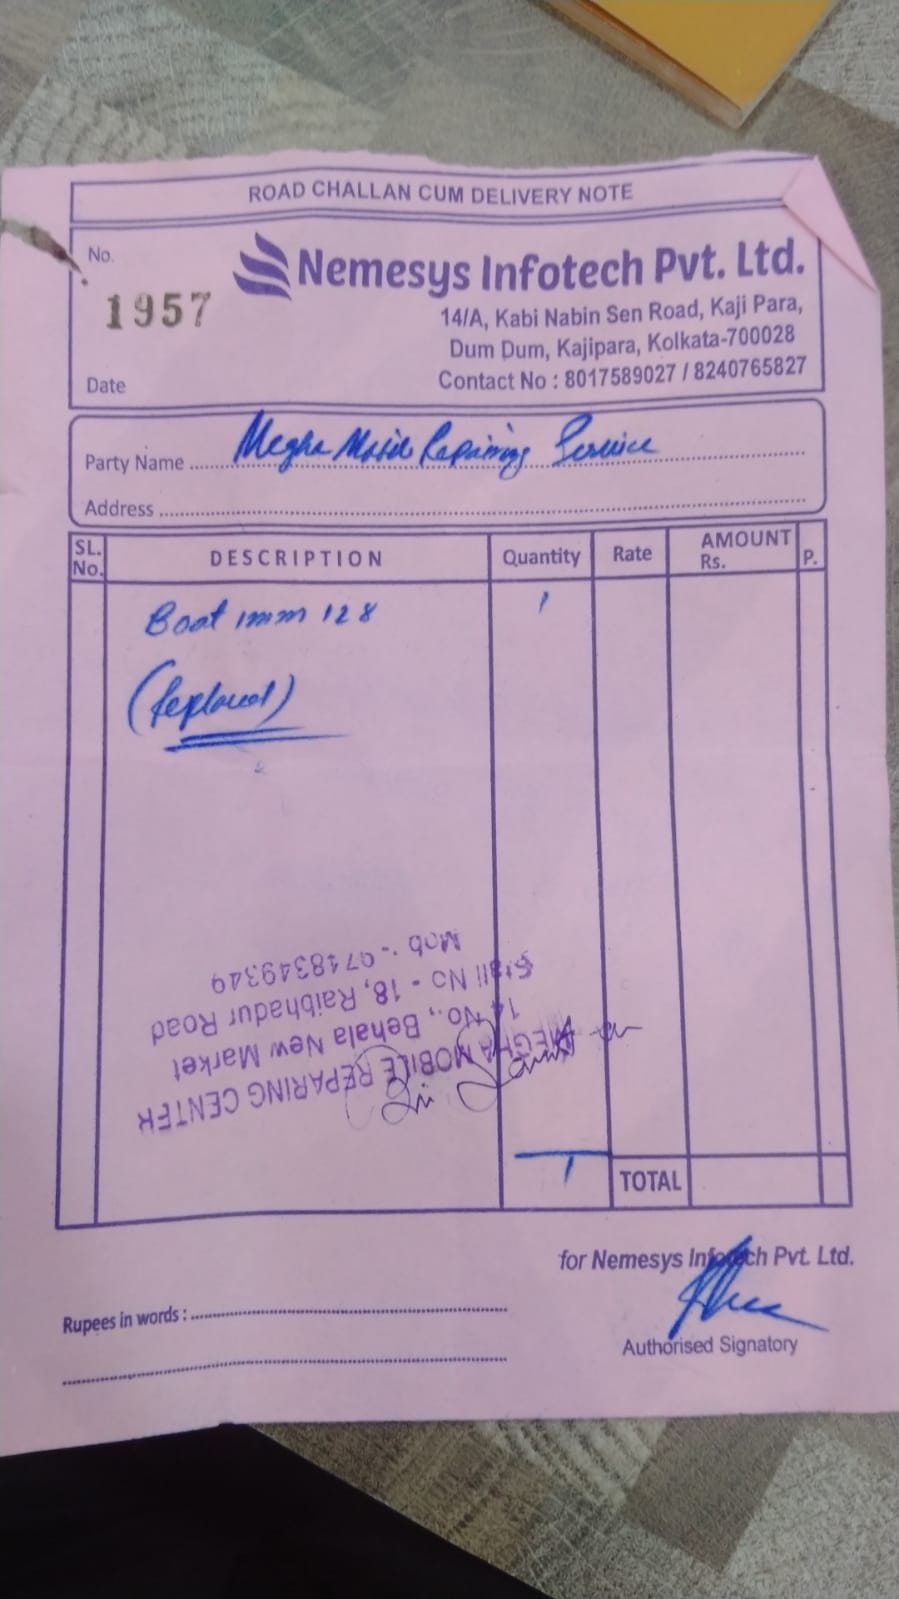 ROAD CHALLAN CUM DELIVERY NOTE
No.
1957
Nemesys Infotech Pvt. Ltd.
14/A, Kabi Nabin Sen Road, Kaji Para,
Dum Dum, Kajipara, Kolkata-700028
Contact No : 8017589027 / 8240765827
Date
Party Name Megha Mobile Repairing Service
Address
SL. No. DESCRIPTION Quantity Rate AMOUNT Rs. P.
Boat 1mm 128 1
(Replaced)
MEGHA MOBILE REPARING CENTER
14 No., Behala New Market
Stall No - 18, Raibhadur Road
Mob - 9748349349
1 TOTAL
for Nemesys Infotech Pvt. Ltd.
Rupees in words :
Authorised Signatory